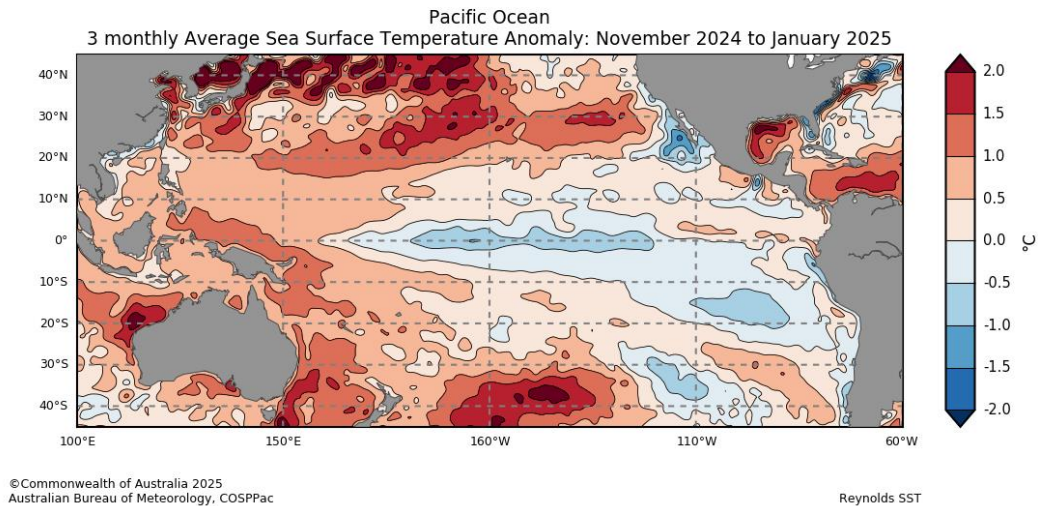 Pacific Ocean
3 monthly Average Sea Surface Temperature Anomaly: November 2024 to January 2025
40°N
30°N
20°N
10°N
0°
10°S
20°S
30°S
40°S
100°E
150°E
160°W
110°W
60°W
2.0
1.5
1.0
0.5
0.0
-0.5
-1.0
-1.5
-2.0
°C
©Commonwealth of Australia 2025
Australian Bureau of Meteorology, COSPPac
Reynolds SST